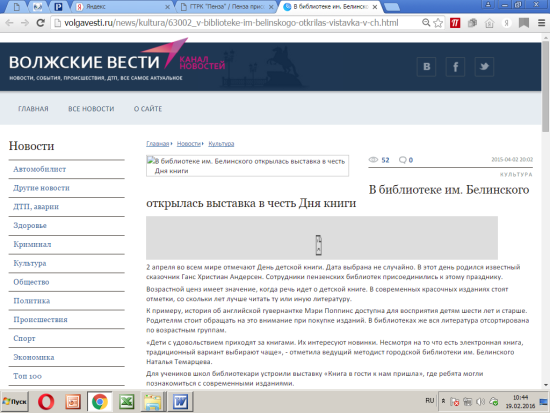 Яндекс
ГТРК "Пенза" / Пенза приз
В библиотеке им. Белинск
volgavesti.ru/news/kultura/63002_v-biblioteke-im-belinskogo-otkrilas-vistavka-v-ch.html
ВОЛЖСКИЕ ВЕСТИ
КАНАЛ
НОВОСТЕЙ
НОВОСТИ, СОБЫТИЯ, ПРОИСШЕСТВИЯ, ДТП, ВСЕ САМОЕ АКТУАЛЬНОЕ
ГЛАВНАЯ ВСЕ НОВОСТИ О САЙТЕ
Новости
Автомобилист
Другие новости
ДТП, аварии
Здоровье
Криминал
Культура
Общество
Политика
Происшествия
Спорт
Экономика
Топ 100
Главная Новости Культура
В библиотеке им. Белинского открылась выставка в честь
Дня книги
52 0 2015-04-02 20:02
КУЛЬТУРА
В библиотеке им. Белинского
открылась выставка в честь Дня книги
2 апреля во всем мире отмечают День детской книги. Дата выбрана не случайно. В этот день родился известный
сказочник Ганс Христиан Андерсен. Сотрудники пензенских библиотек присоединились к этому празднику.
Возрастной ценз имеет значение, когда речь идет о детской книге. В современных красочных изданиях стоят
отметки, со скольки лет лучше читать ту или иную литературу.
К примеру, история об английской гувернантке Мэри Поппинс доступна для восприятия детям шести лет и старше.
Родителям стоит обращать на это внимание при покупке издания. В библиотеках же вся литература отсортирована
по возрастным группам.
«Дети с удовольствием приходят за книгами. Их интересуют новинки. Несмотря на то что есть электронная книга,
традиционный вариант выбирают чаще», - отметила ведущий методист городской библиотеки им. Белинского
Наталья Темарцева.
Для учеников школ библиотекари устроили выставку «Книга в гости к нам пришла», где ребята могли
познакомиться с современными изданиями.
Пуск
RU
10:44
19.02.2016